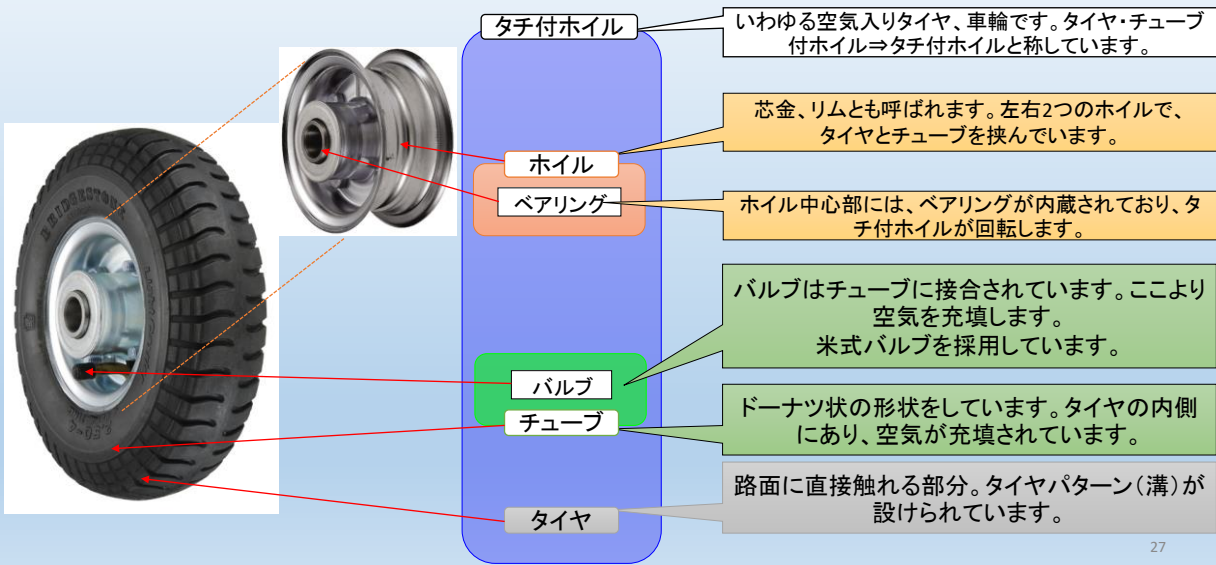 タチ付ホイル
いわゆる空気入りタイヤ、車輪です。タイヤ・チューブ
付ホイル⇒タチ付ホイルと称しています。
芯金、リムとも呼ばれます。左右2つのホイルで、
タイヤとチューブを挟んでいます。
ホイル
ベアリング
ホイル中心部には、ベアリングが内蔵されており、タ
チ付ホイルが回転します。
BRIDGESTONE
バルブはチューブに接合されています。ここより
空気を充填します。
米式バルブを採用しています。
バルブ
チューブ
ドーナツ状の形状をしています。タイヤの内側
にあり、空気が充填されています。
路面に直接触れる部分。タイヤパターン(溝)が
設けられています。
タイヤ
27